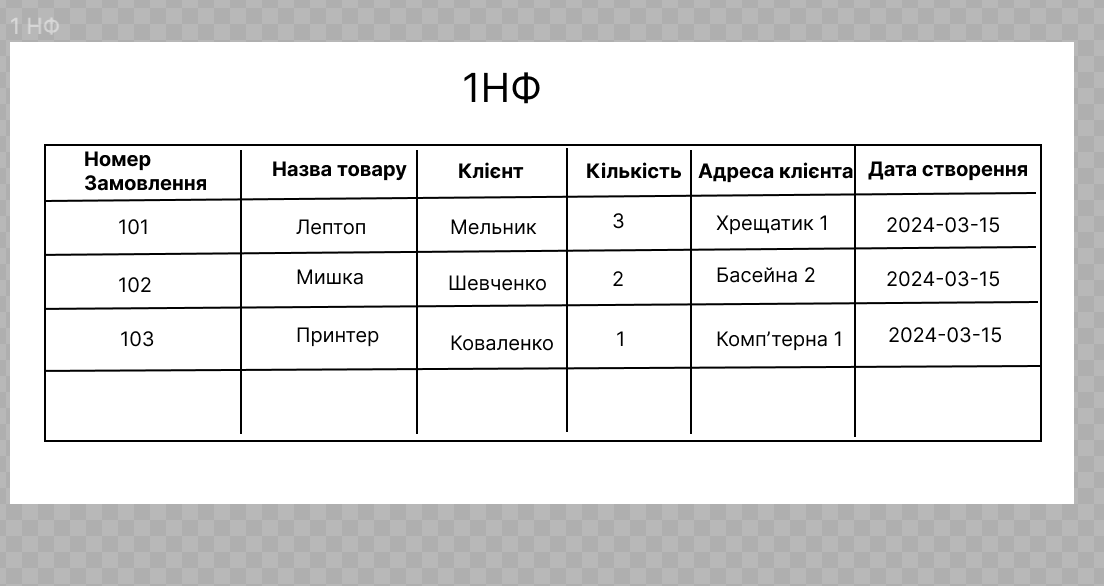 1 НФ
1НФ
Номер
Замовлення
Назва товару
Клієнт
Кількість
Адреса клієнта
Дата створення
101
Лептоп
Мельник
3
Хрещатик 1
2024-03-15
102
Мишка
Шевченко
2
Басейна 2
2024-03-15
103
Принтер
Коваленко
1
Комп’терна 1
2024-03-15